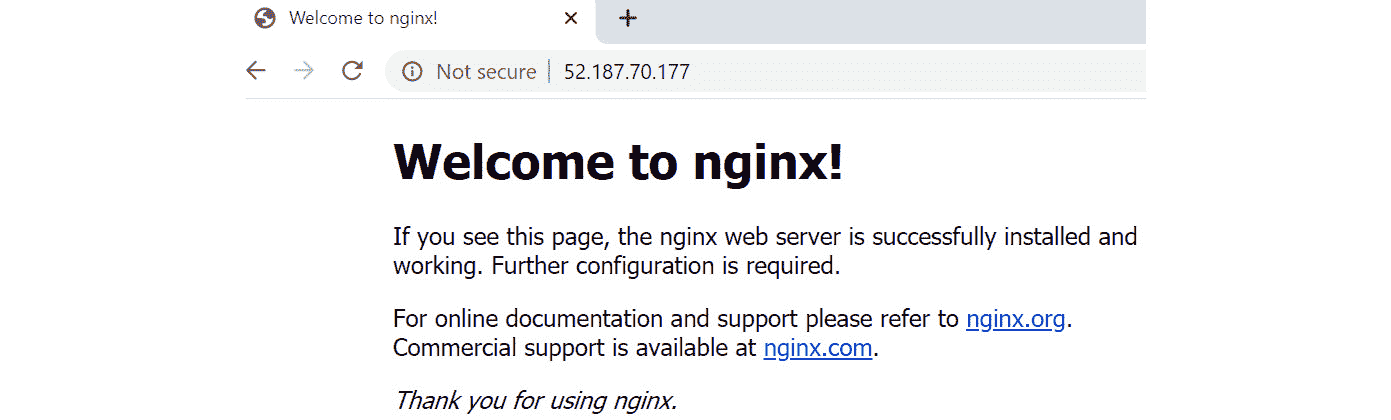 Welcome to nginx!
Not secure 52.187.70.177
Welcome to nginx!
If you see this page, the nginx web server is successfully installed and
working. Further configuration is required.
For online documentation and support please refer to nginx.org.
Commercial support is available at nginx.com.
Thank you for using nginx.